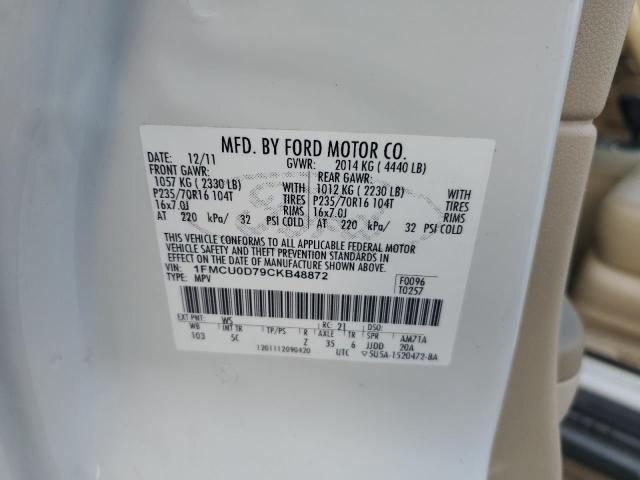 MFD. BY FORD MOTOR CO.
DATE: 12/11 GVWR: 2014 KG ( 4440 LB)
FRONT GAWR: REAR GAWR:
1057 KG ( 2330 LB) WITH 1012 KG ( 2230 LB) WITH
P235/70R16 104T TIRES P235/70R16 104T TIRES
16x7.0J RIMS 16x7.0J RIMS
AT 220 kPa/ 32 PSI COLD AT 220 kPa/ 32 PSI COLD
THIS VEHICLE CONFORMS TO ALL APPLICABLE FEDERAL MOTOR
VEHICLE SAFETY AND THEFT PREVENTION STANDARDS IN
EFFECT ON THE DATE OF MANUFACTURE SHOWN ABOVE.
VIN: 1FMCU0D79CKB48872 F0096
TYPE: MPV T0257
EXT PNT: WS RC: 21 DSO:
WB INT TR TP/PS R AXLE TR SPR AM7TA
103 5C Z 35 6 JJDD 20A
1201112090420 UTC 5U5A-1520472-BA